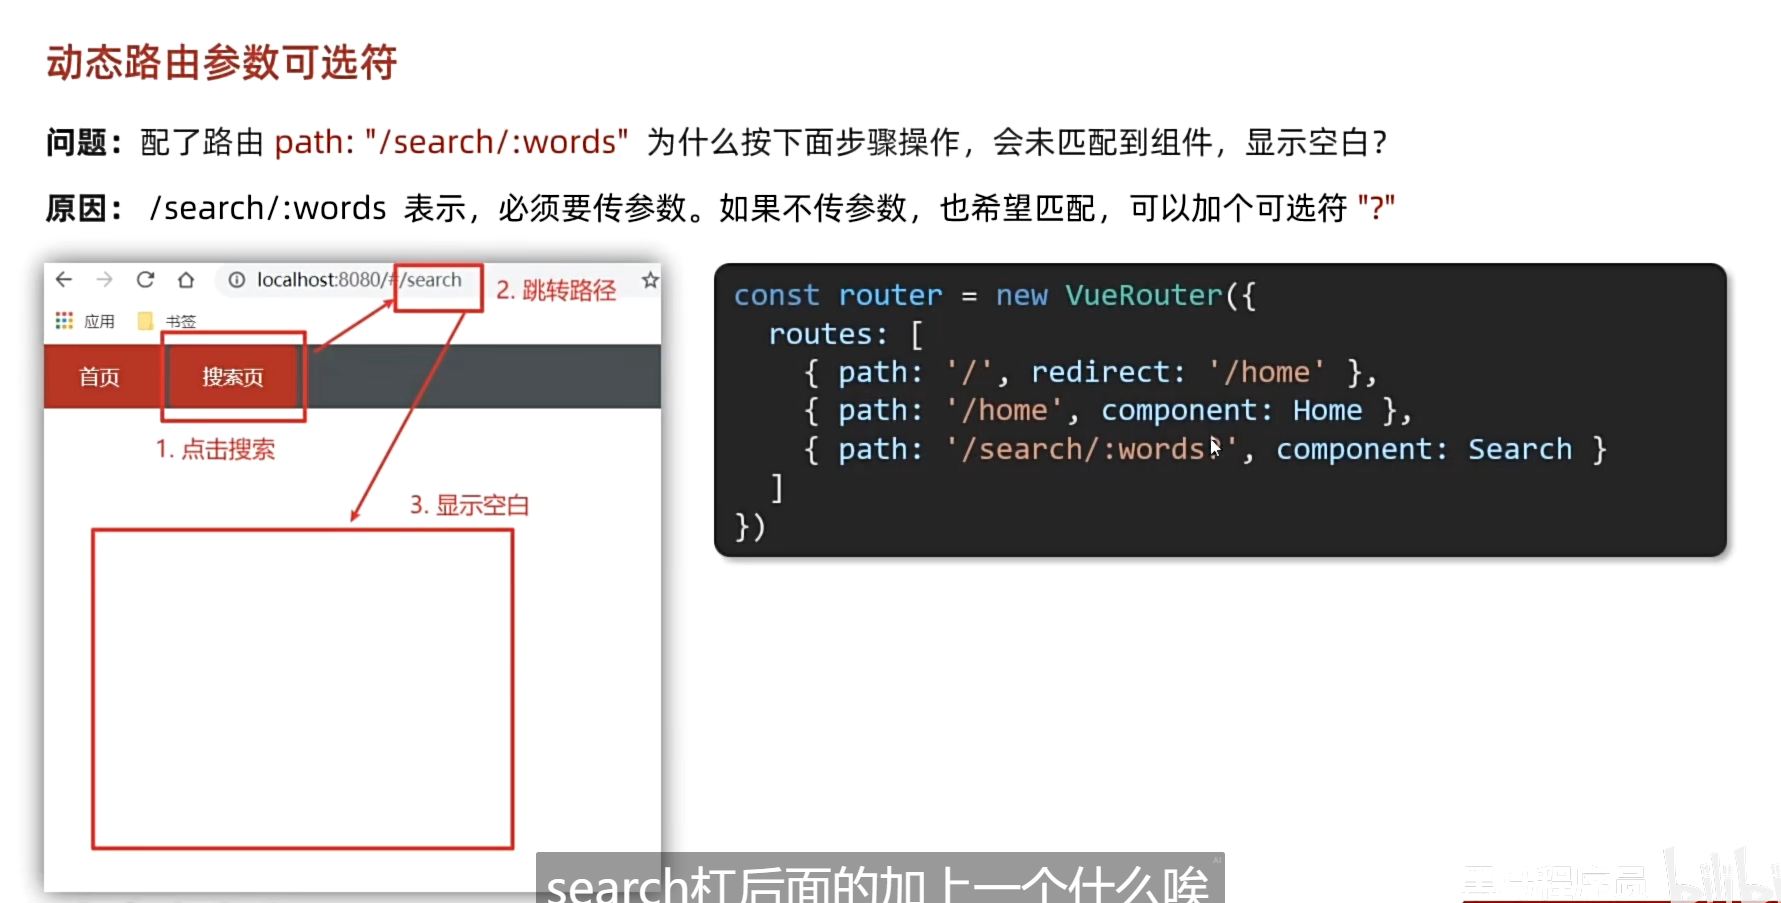 动态路由参数可选符
问题：配了路由 path: "/search/:words" 为什么按下面步骤操作，会未匹配到组件，显示空白？
原因： /search/:words 表示，必须要传参数。如果不传参数，也希望匹配，可以加个可选符 "?"
localhost:8080/#/search
2. 跳转路径
应用 书签
首页 搜索页
1. 点击搜索
3. 显示空白
const router = new VueRouter({
routes: [
{ path: '/', redirect: '/home' },
{ path: '/home', component: Home },
{ path: '/search/:words?', component: Search }
]
})
search杠后面的加上一个什么唉
AI
bilibili